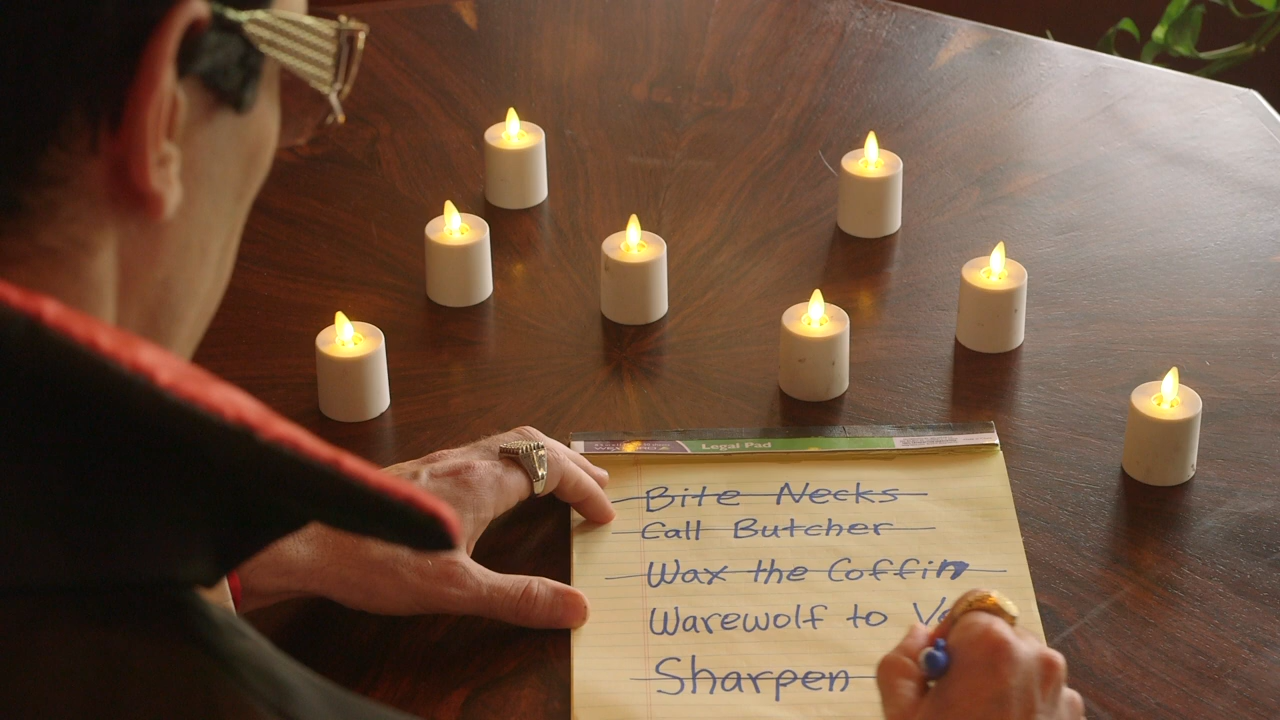 Legal Pad
Bite Necks
Call Butcher
Wax the Coffin
Warewolf to
Sharpen